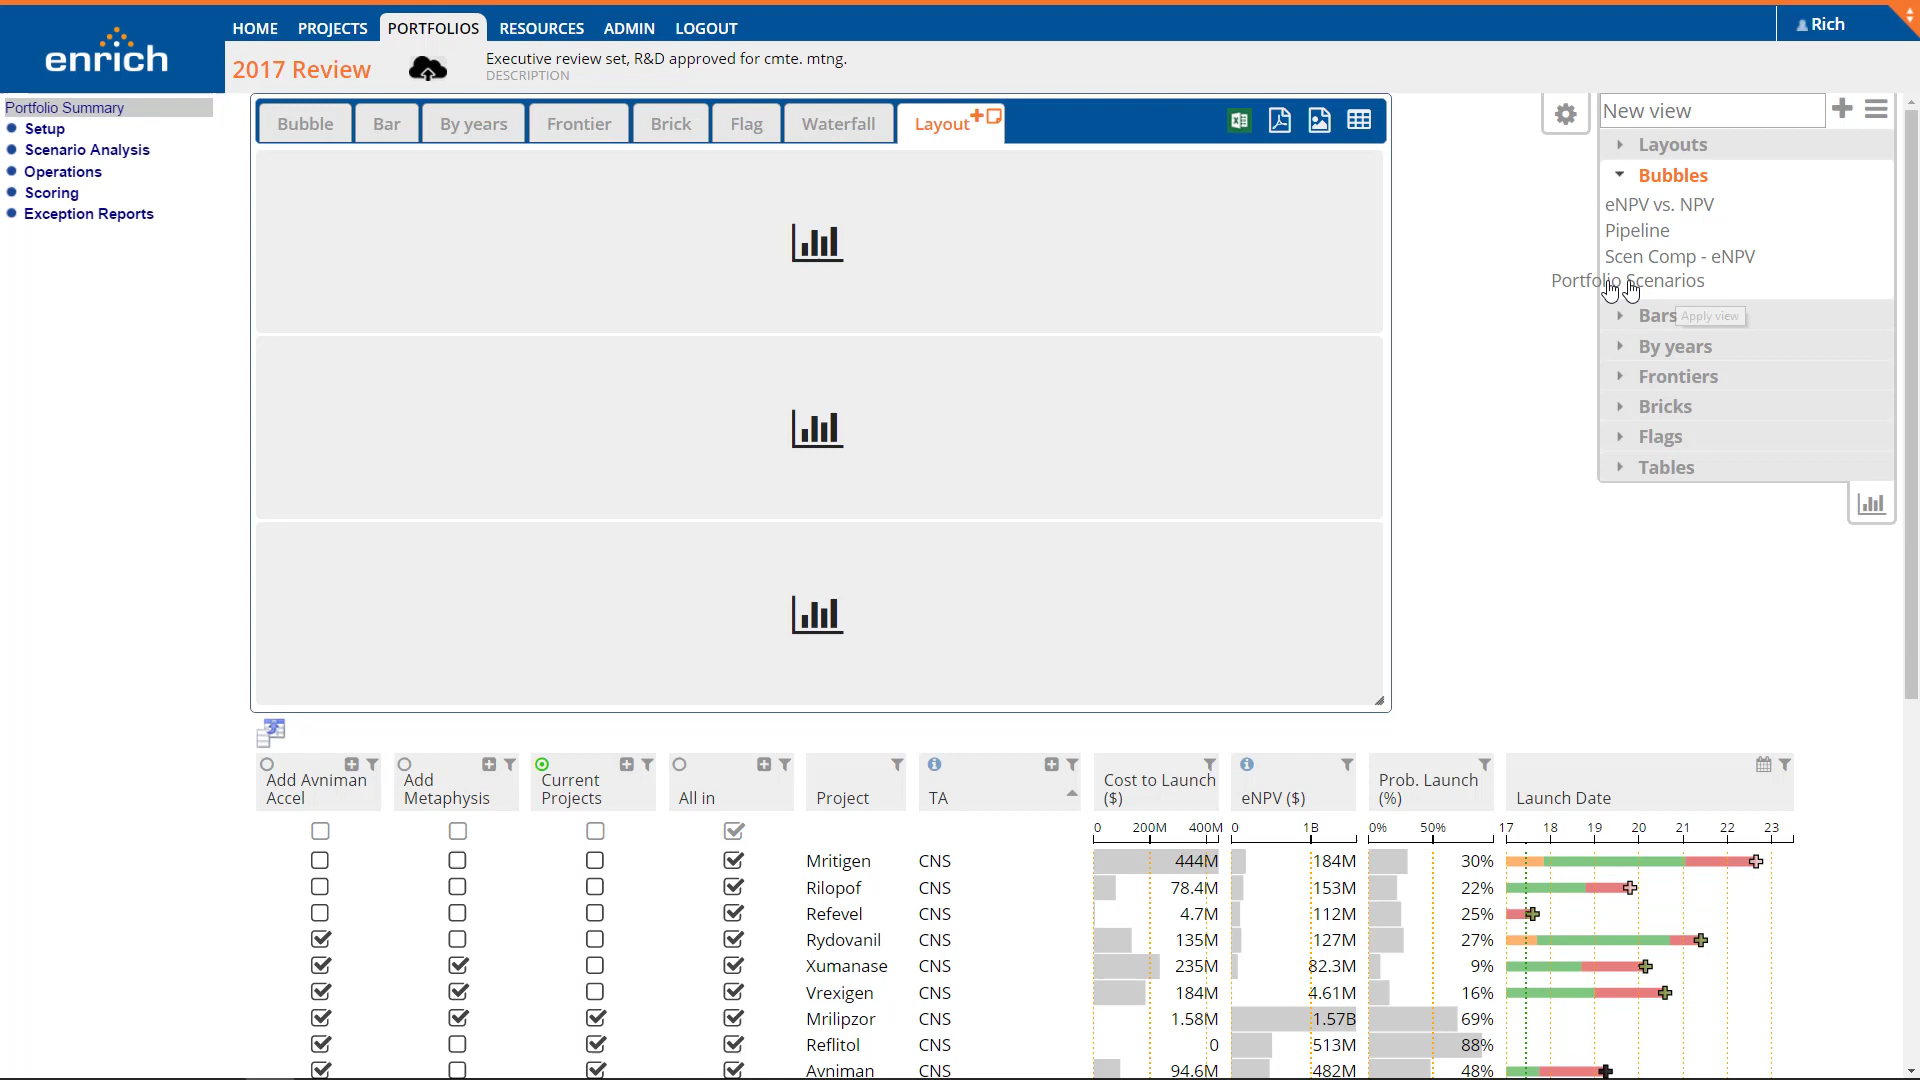 enrich
HOME PROJECTS PORTFOLIOS RESOURCES ADMIN LOGOUT
Rich
2017 Review
Executive review set, R&D approved for cmte. mtng.
DESCRIPTION
Portfolio Summary
Setup
Scenario Analysis
Operations
Scoring
Exception Reports
Bubble Bar By years Frontier Brick Flag Waterfall Layout
New view
Layouts
Bubbles
eNPV vs. NPV
Pipeline
Scen Comp - eNPV
Portfolio Scenarios
Bars
Apply view
By years
Frontiers
Bricks
Flags
Tables
Add Avniman Accel
Add Metaphysis
Current Projects
All in
Project
TA
Cost to Launch ($)
eNPV ($)
Prob. Launch (%)
Launch Date
0 200M 400M 0 1B 0% 50% 17 18 19 20 21 22 23
Mritigen CNS 444M 184M 30%
Rilopof CNS 78.4M 153M 22%
Refevel CNS 4.7M 112M 25%
Rydovanil CNS 135M 127M 27%
Xumanase CNS 235M 82.3M 9%
Vrexigen CNS 184M 4.61M 16%
Mrilipzor CNS 1.58M 1.57B 69%
Reflitol CNS 0 513M 88%
Avniman CNS 94.6M 482M 48%